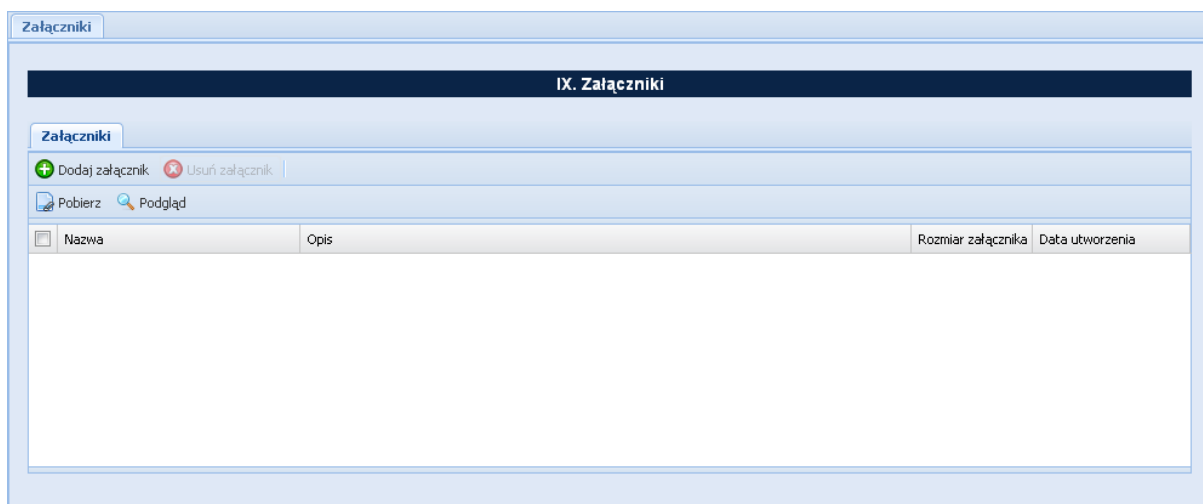 Załączniki
IX. Załączniki
Załączniki
Dodaj załącznik Usuń załącznik
Pobierz Podgląd
Nazwa Opis Rozmiar załącznika Data utworzenia